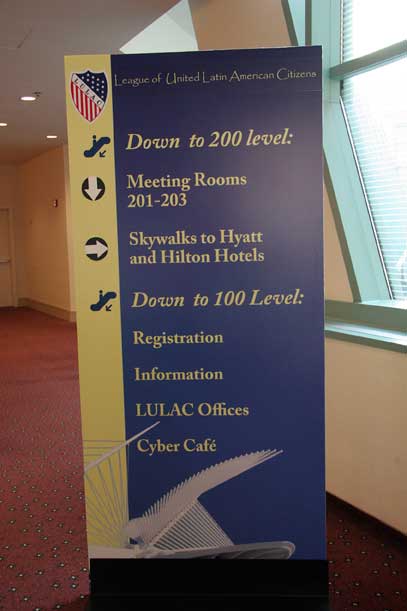 LULAC
League of United Latin American Citizens
Down to 200 level:
Meeting Rooms
201-203
Skywalks to Hyatt
and Hilton Hotels
Down to 100 Level:
Registration
Information
LULAC Offices
Cyber Café